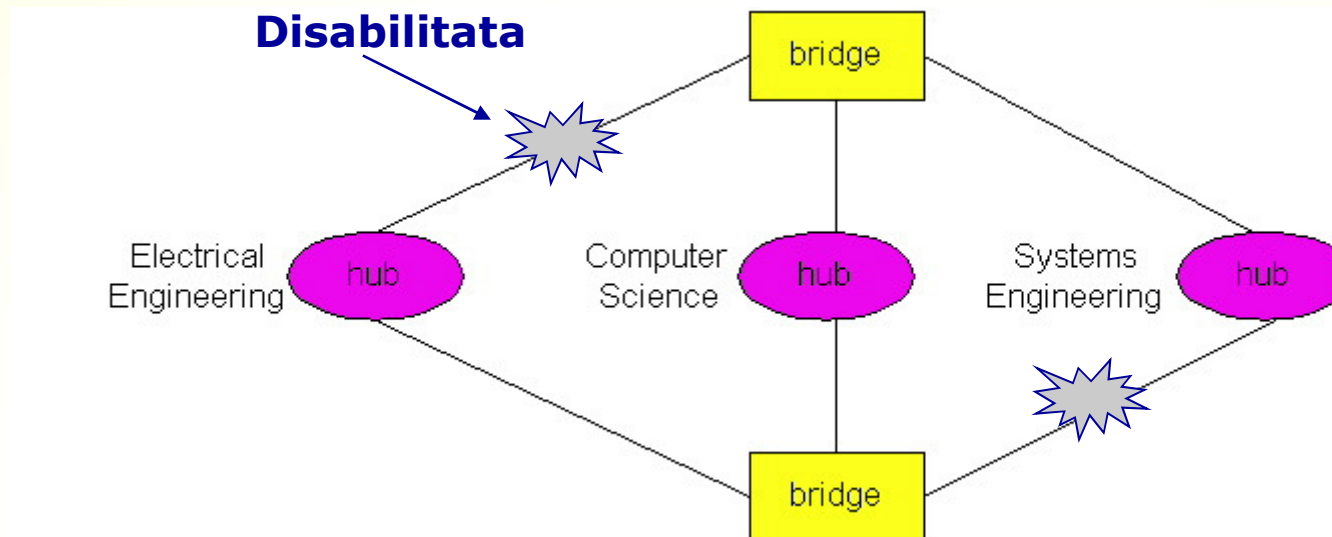 Disabilitata
bridge
Electrical
Engineering
hub
Computer
Science
hub
Systems
Engineering
hub
bridge